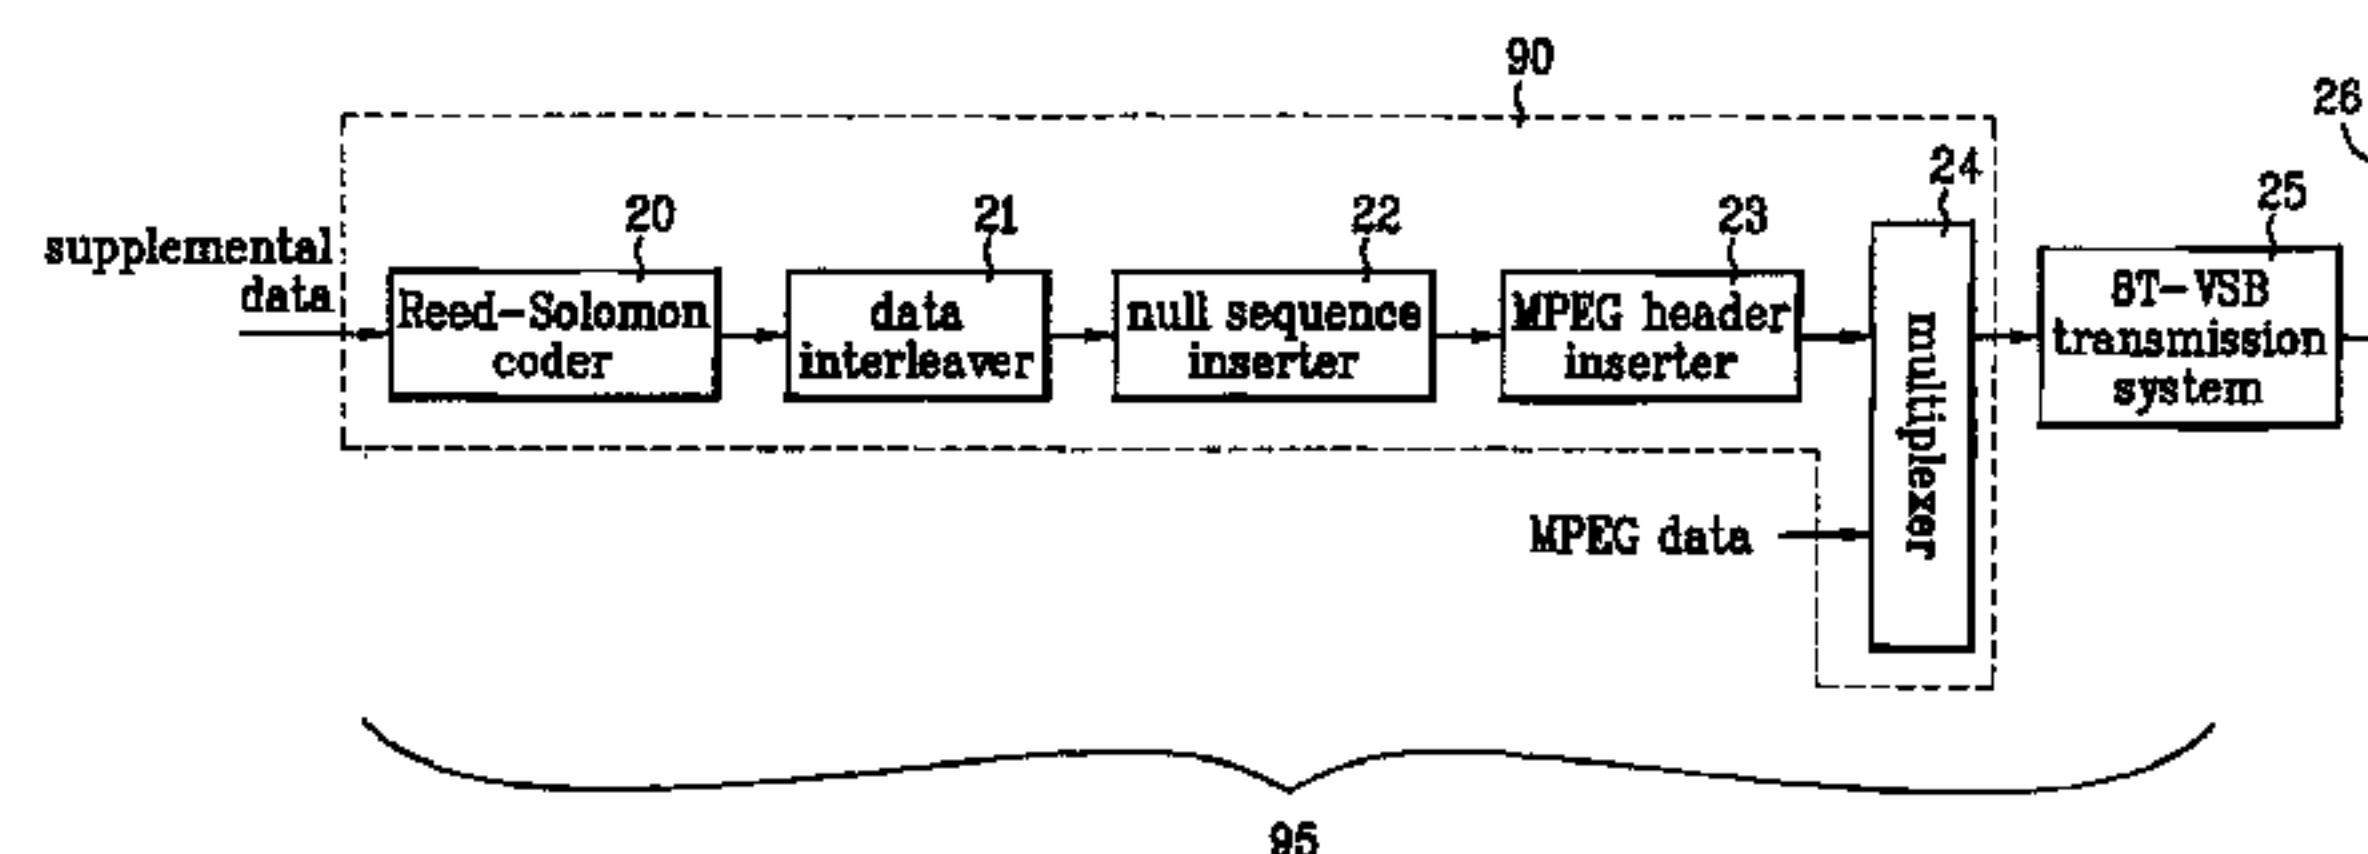 90
26
24
20
21
22
23
25
supplemental
data
Reed-Solomon
coder
data
interleaver
null sequence
inserter
MPEG header
inserter
multiplexer
8T-VSB
transmission
system
MPEG data
95